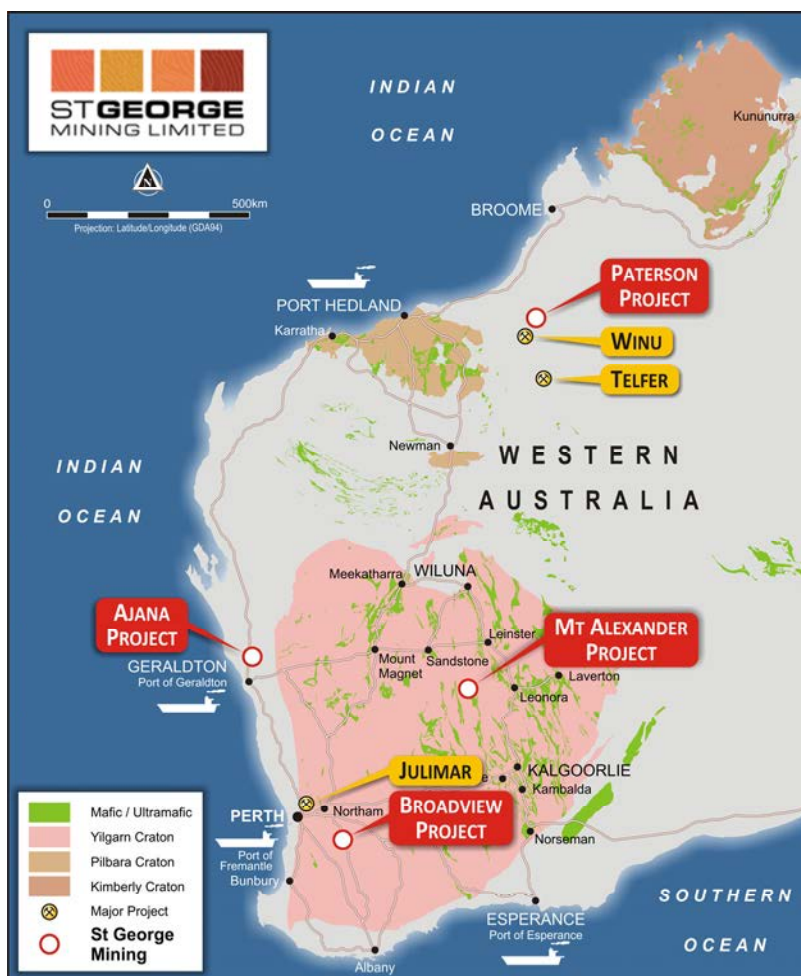 STGEORGE
MINING LIMITED
N
0
500km
Projection: Latitude/Longitude (GDA94)
INDIAN
OCEAN
Kununurra
BROOME
PATERSON
PROJECT
PORT HEDLAND
Karratha
WINU
TELFER
Newman
WESTERN
AUSTRALIA
INDIAN
OCEAN
Meekatharra
WILUNA
AJANA
PROJECT
MT ALEXANDER
PROJECT
Leinster
GERALDTON
Port of Geraldton
Mount
Magnet
Sandstone
Laverton
Leonora
JULIMAR
KALGOORLIE
Kambalda
PERTH
Northam
BROADVIEW
PROJECT
Norseman
Port of
Fremantle
Bunbury
ESPERANCE
Port of Esperance
Albany
SOUTHERN
OCEAN
Mafic / Ultramafic
Yilgarn Craton
Pilbara Craton
Kimberly Craton
Major Project
St George
Mining